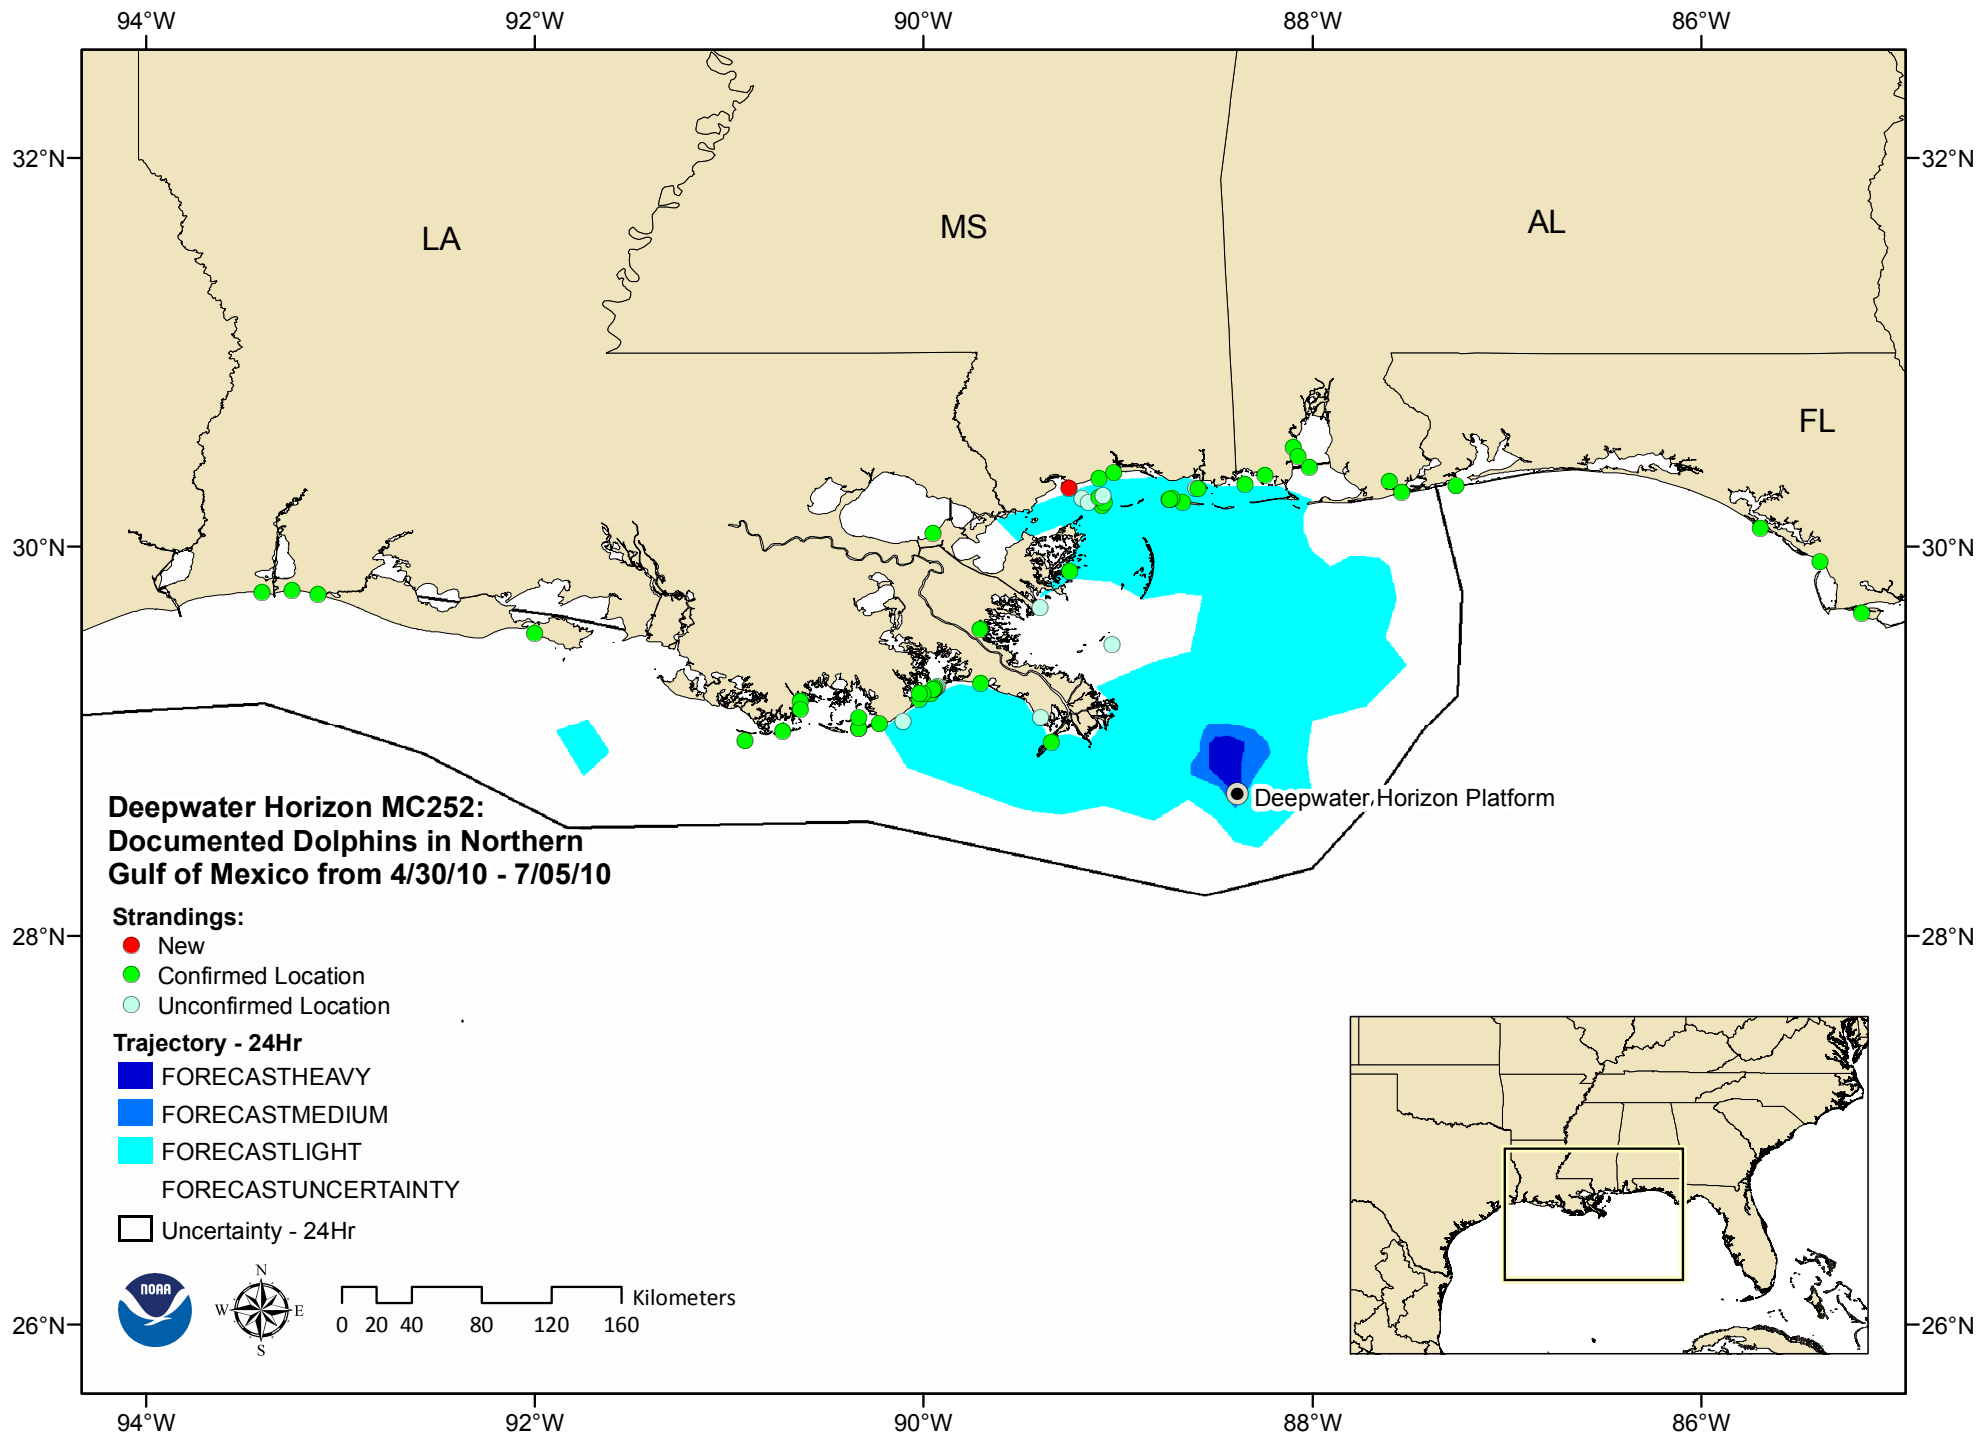 94°W 92°W 90°W 88°W 86°W
32°N 32°N
LA MS AL
FL
30°N 30°N
Deepwater Horizon Platform
Deepwater Horizon MC252:
Documented Dolphins in Northern
Gulf of Mexico from 4/30/10 - 7/05/10
Strandings:
New
Confirmed Location
Unconfirmed Location
28°N 28°N
Trajectory - 24Hr
FORECASTHEAVY
FORECASTMEDIUM
FORECASTLIGHT
FORECASTUNCERTAINTY
Uncertainty - 24Hr
NOAA
N
W E
S
Kilometers
0 20 40 80 120 160
26°N 26°N
94°W 92°W 90°W 88°W 86°W